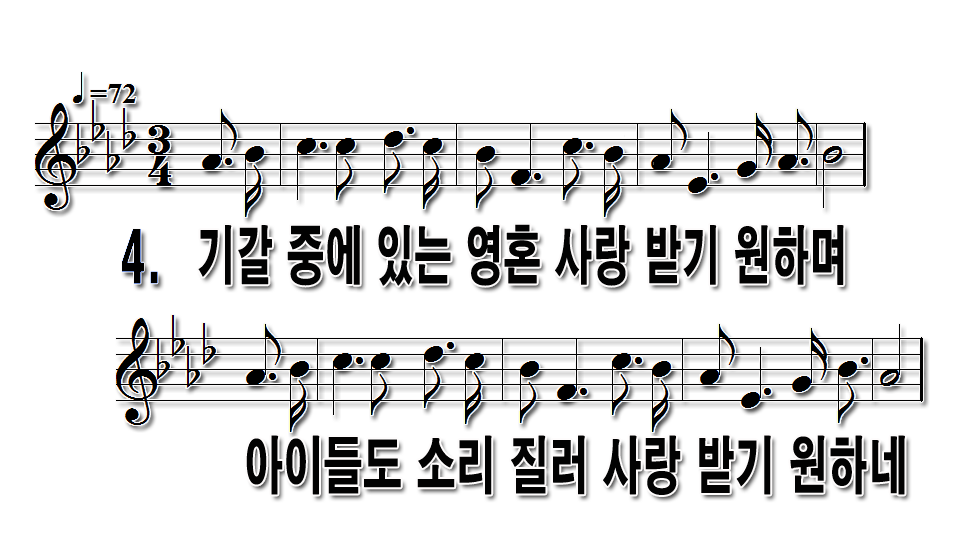 ♩=72
3
4
4. 기갈 중에 있는 영혼 사랑 받기 원하며
아이들도 소리 질러 사랑 받기 원하네